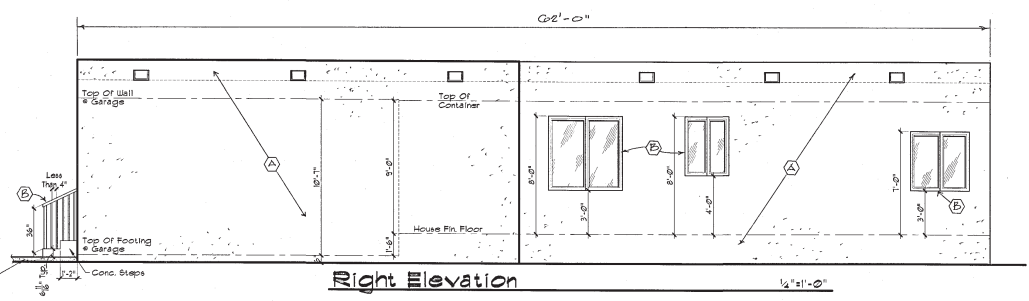 62'-0"
Top Of Wall
@ Garage
Top Of
Container
A
10'-7"
9'-0"
8'-0"
B
8'-0"
3'-0"
4'-0"
A
7'-0"
3'-0"
B
Less
Than 4"
B
36"
House Fin. Floor
Top Of Footing
@ Garage
1'-6"
1'-2"
Conc. Steps
Right Elevation
1/4"=1'-0"